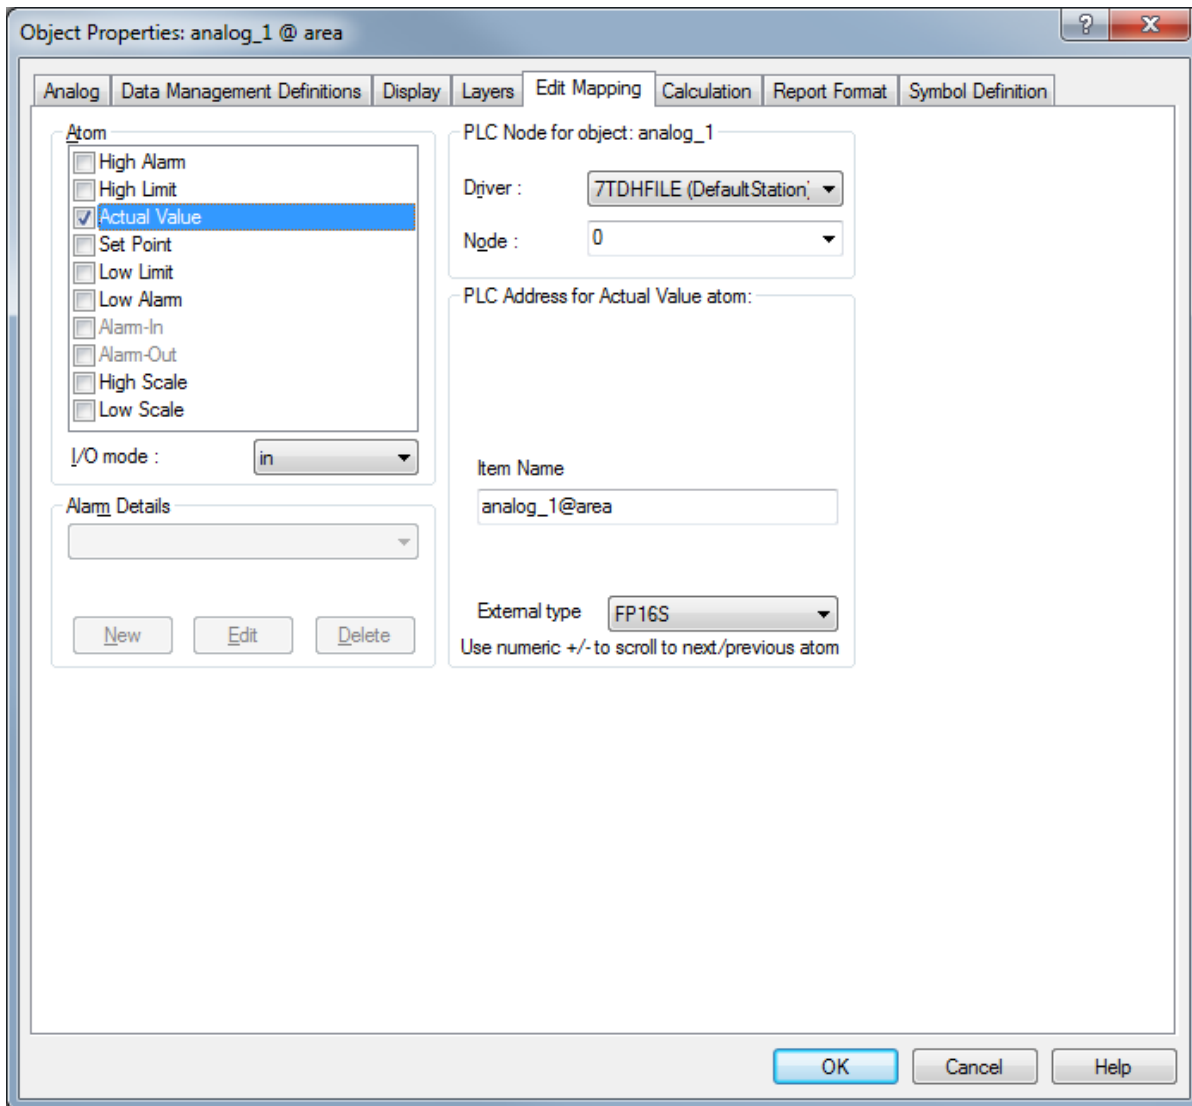 Object Properties: analog_1 @ area
Analog Data Management Definitions Display Layers Edit Mapping Calculation Report Format Symbol Definition
Atom
High Alarm
High Limit
Actual Value
Set Point
Low Limit
Low Alarm
Alarm-In
Alarm-Out
High Scale
Low Scale
I/O mode : in
Alarm Details
New Edit Delete
PLC Node for object: analog_1
Driver : 7TDHFILE (DefaultStation)
Node : 0
PLC Address for Actual Value atom:
Item Name
analog_1@area
External type FP16S
Use numeric +/- to scroll to next/previous atom
OK Cancel Help